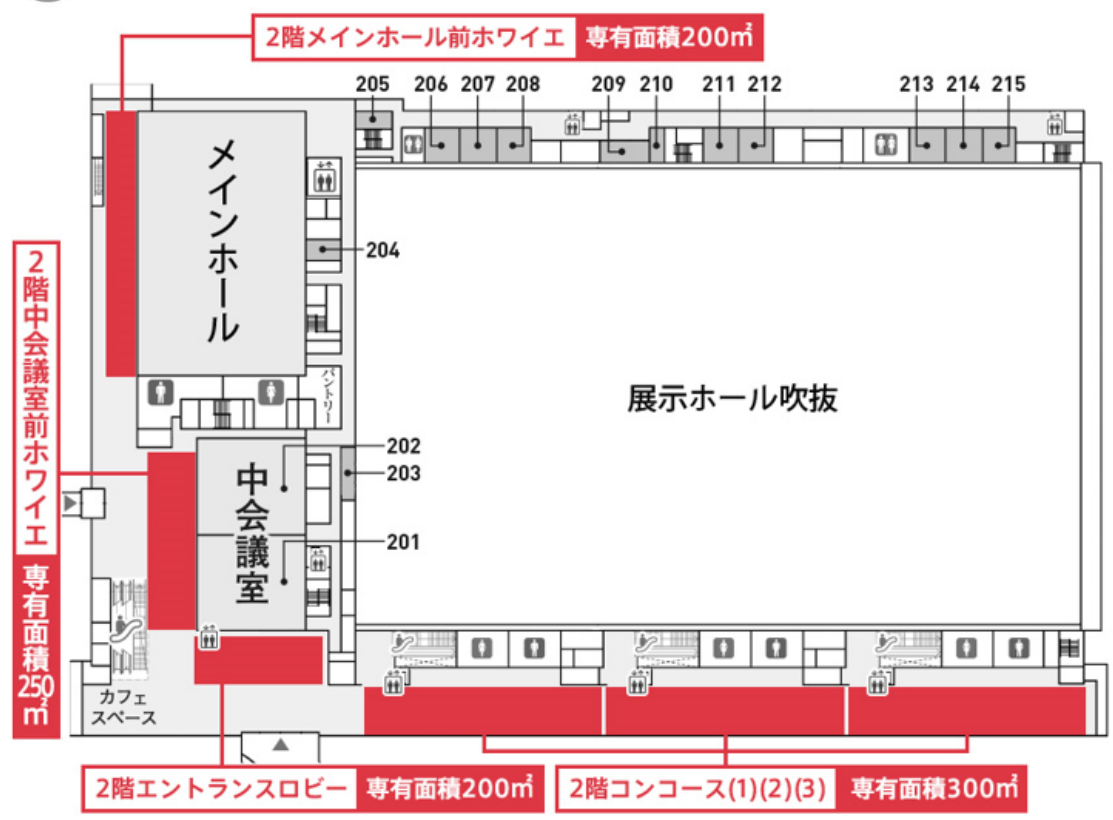 2階メインホール前ホワイエ 専有面積200㎡
205 206 207 208 209 210 211 212 213 214 215
メインホール
204
2階中会議室前ホワイエ 専有面積250㎡
パントリー
展示ホール吹抜
202
203
中会議室
201
カフェ
スペース
2階エントランスロビー 専有面積200㎡
2階コンコース(1)(2)(3) 専有面積300㎡